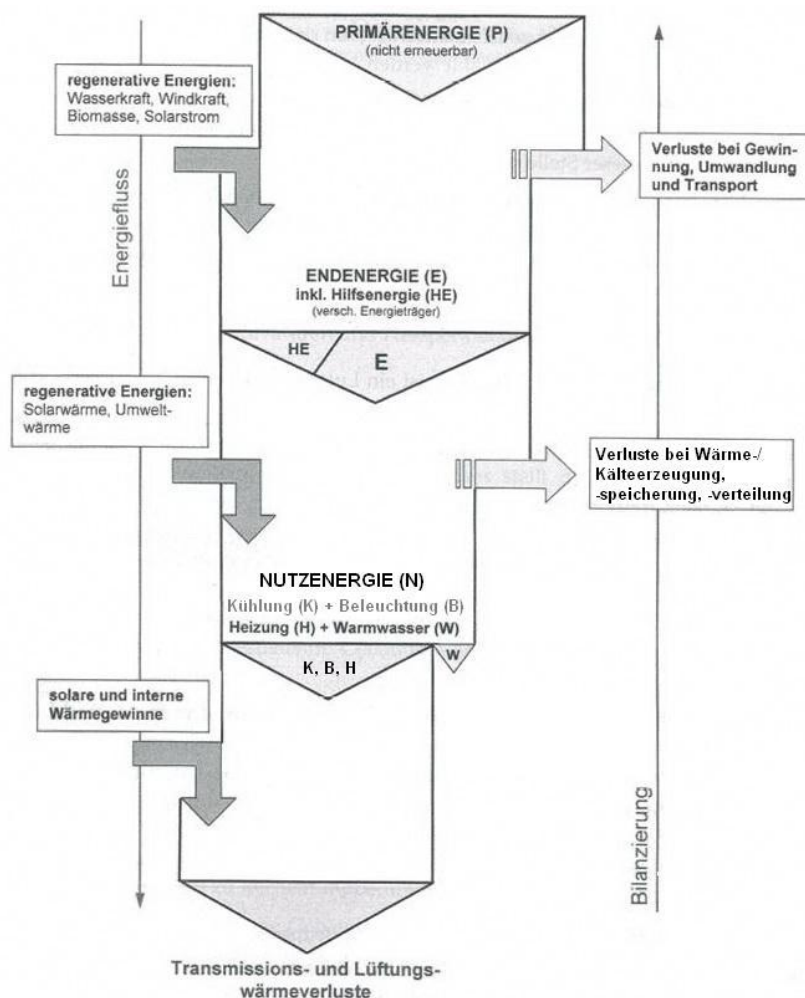 PRIMÄRENERGIE (P)
(nicht erneuerbar)
regenerative Energien:
Wasserkraft, Windkraft,
Biomasse, Solarstrom
Verluste bei Gewin-
nung, Umwandlung
und Transport
Energiefluss
ENDENERGIE (E)
inkl. Hilfsenergie (HE)
(versch. Energieträger)
HE
E
regenerative Energien:
Solarwärme, Umwelt-
wärme
Verluste bei Wärme-/
Kälteerzeugung,
-speicherung, -verteilung
NUTZENERGIE (N)
Kühlung (K) + Beleuchtung (B)
Heizung (H) + Warmwasser (W)
K, B, H
W
solare und interne
Wärmegewinne
Bilanzierung
Transmissions- und Lüftungs-
wärmeverluste